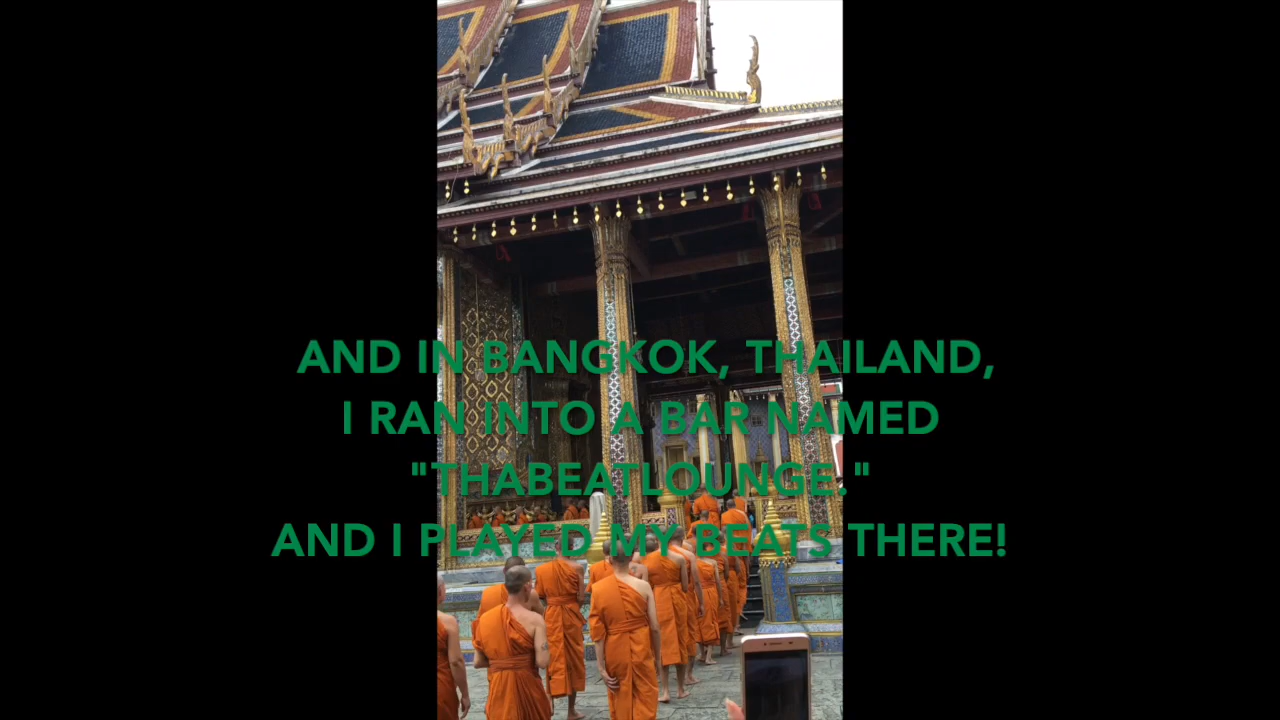 AND IN BANGKOK, THAILAND,
I RAN INTO A BAR NAMED
"THABEATLOUNGE."
AND I PLAYED MY BEATS THERE!